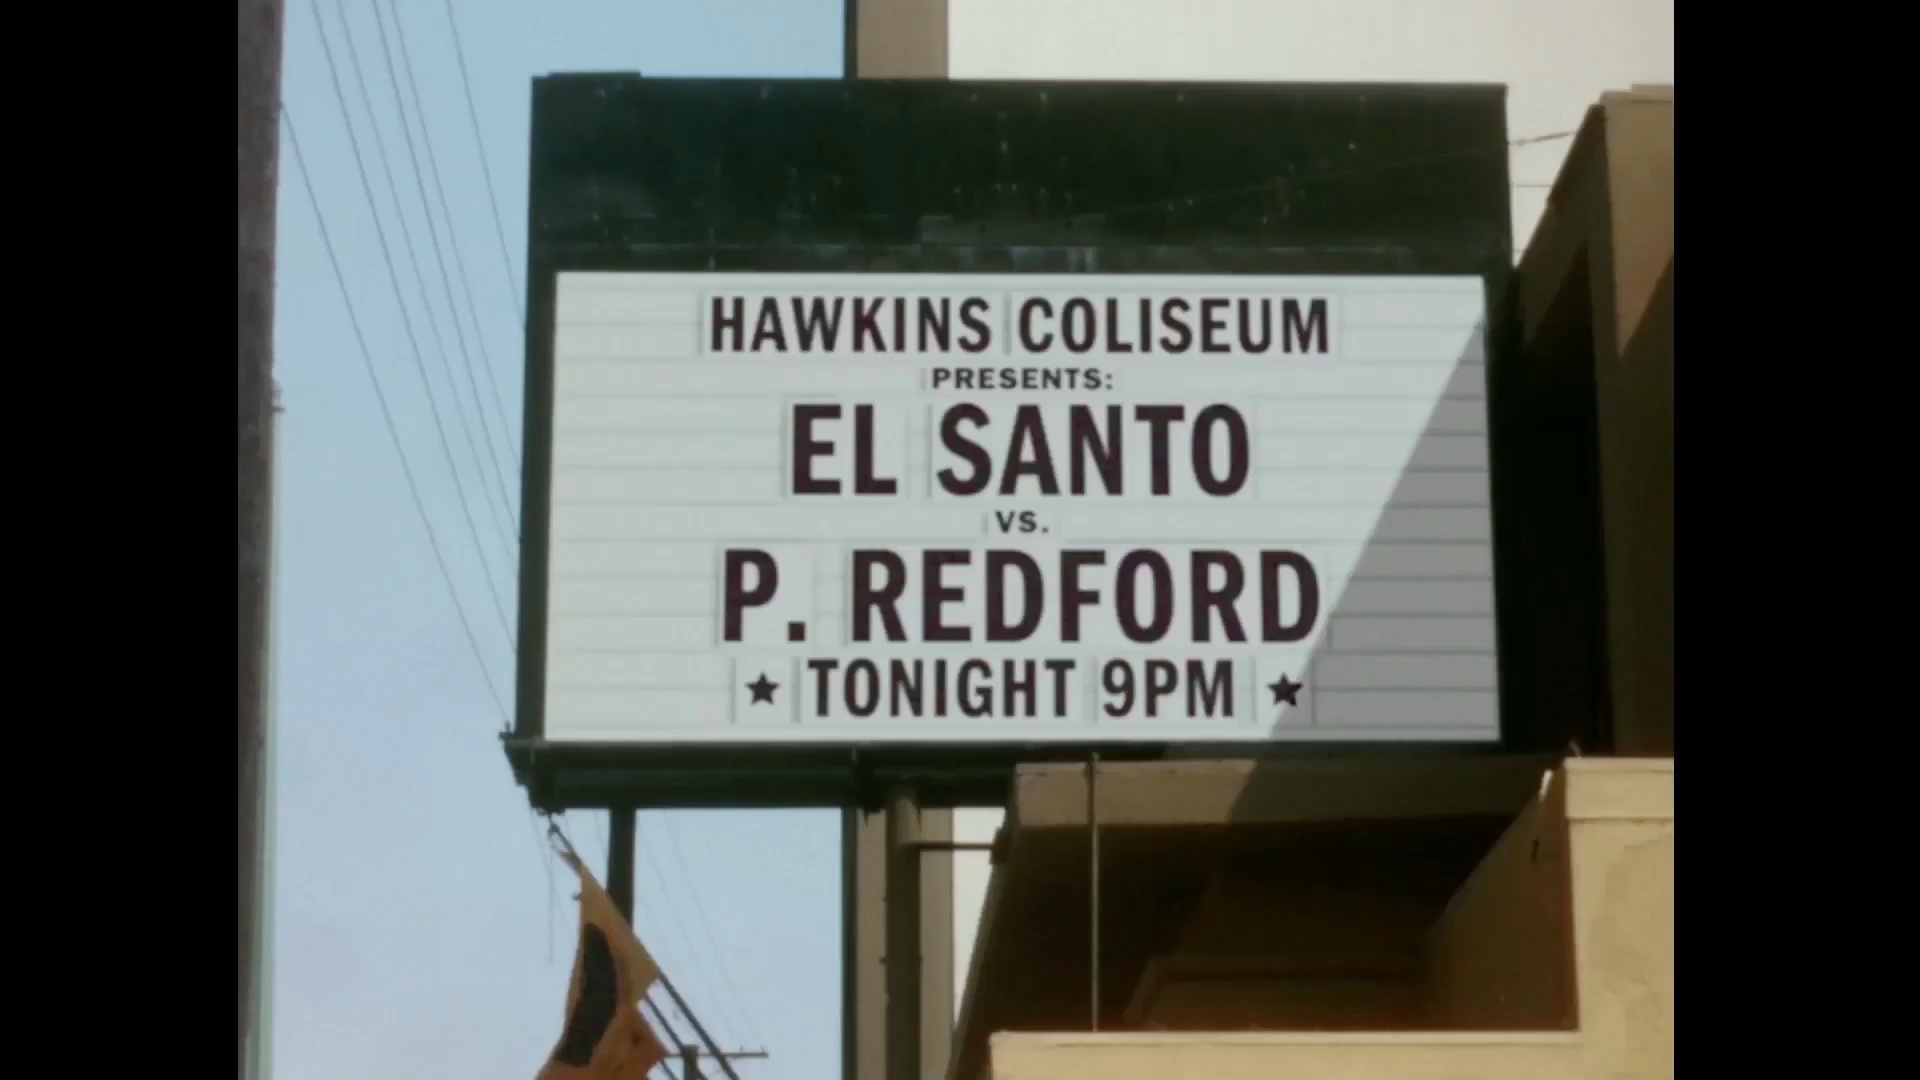 HAWKINS COLISEUM
PRESENTS:
EL SANTO
VS.
P. REDFORD
★ TONIGHT 9PM ★